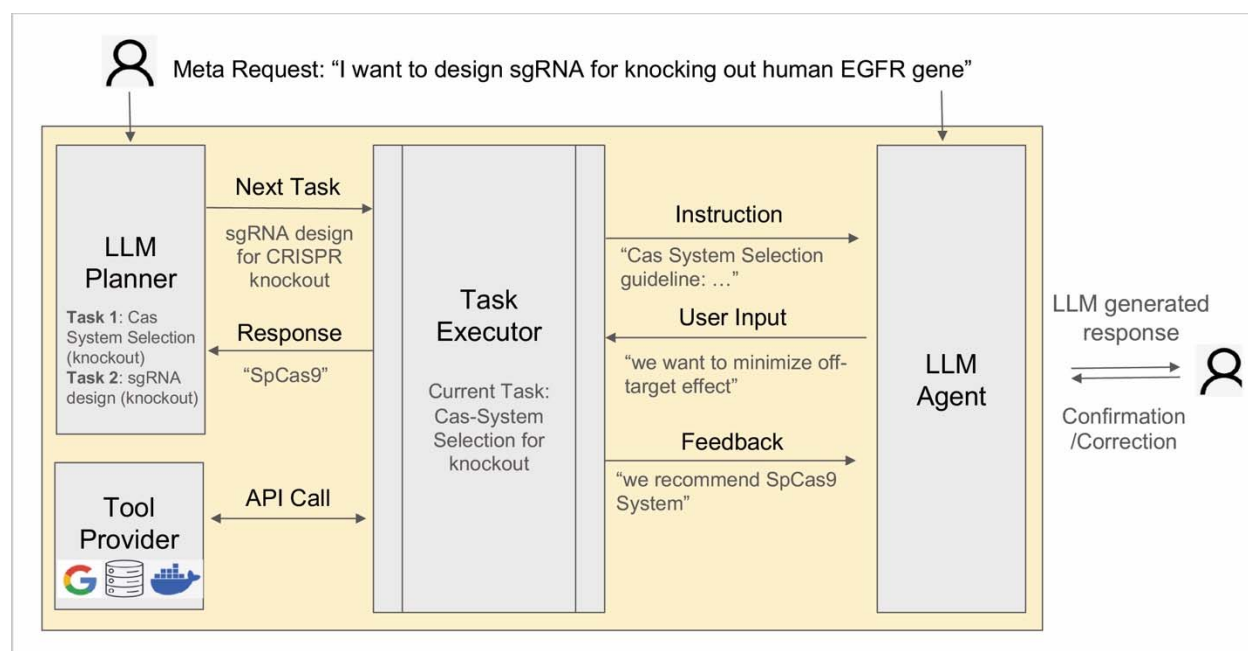 Meta Request: “I want to design sgRNA for knocking out human EGFR gene”
LLM
Planner
Task 1: Cas
System Selection
(knockout)
Task 2: sgRNA
design (knockout)
Next Task
sgRNA design
for CRISPR
knockout
Response
“SpCas9”
Tool
Provider
G
API Call
Task
Executor
Current Task:
Cas-System
Selection for
knockout
Instruction
“Cas System Selection
guideline: …”
User Input
“we want to minimize off-
target effect”
Feedback
“we recommend SpCas9
System”
LLM
Agent
LLM generated
response
Confirmation
/Correction